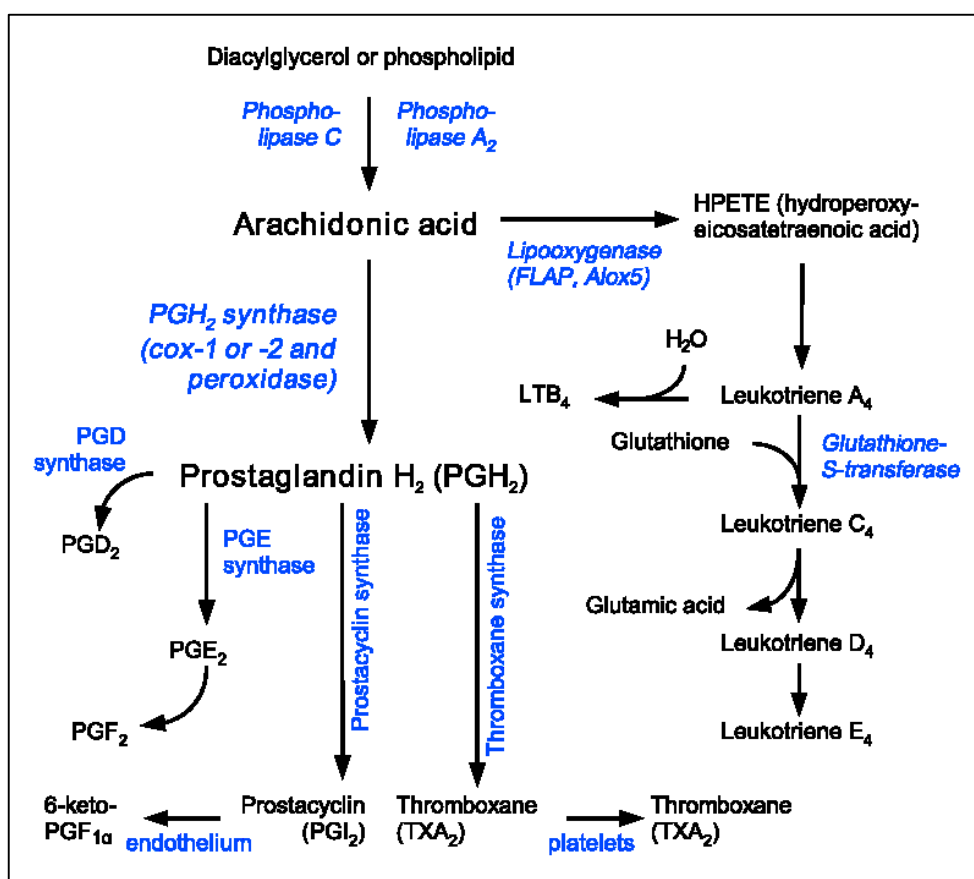 Diacylglycerol or phospholipid
Phospho-
lipase C
Phospho-
lipase A₂
Arachidonic acid
HPETE (hydroperoxy-
eicosatetraenoic acid)
Lipooxygenase
(FLAP, Alox5)
PGH₂ synthase
(cox-1 or -2 and
peroxidase)
H₂O
LTB₄
Leukotriene A₄
Glutathione
Glutathione-
S-transferase
PGD
synthase
Prostaglandin H₂ (PGH₂)
Leukotriene C₄
PGD₂
PGE
synthase
Prostacyclin synthase
Thromboxane synthase
Glutamic acid
PGE₂
Leukotriene D₄
PGF₂
Leukotriene E₄
6-keto-
PGF₁α
endothelium
Prostacyclin
(PGI₂)
Thromboxane
(TXA₂)
platelets
Thromboxane
(TXA₂)